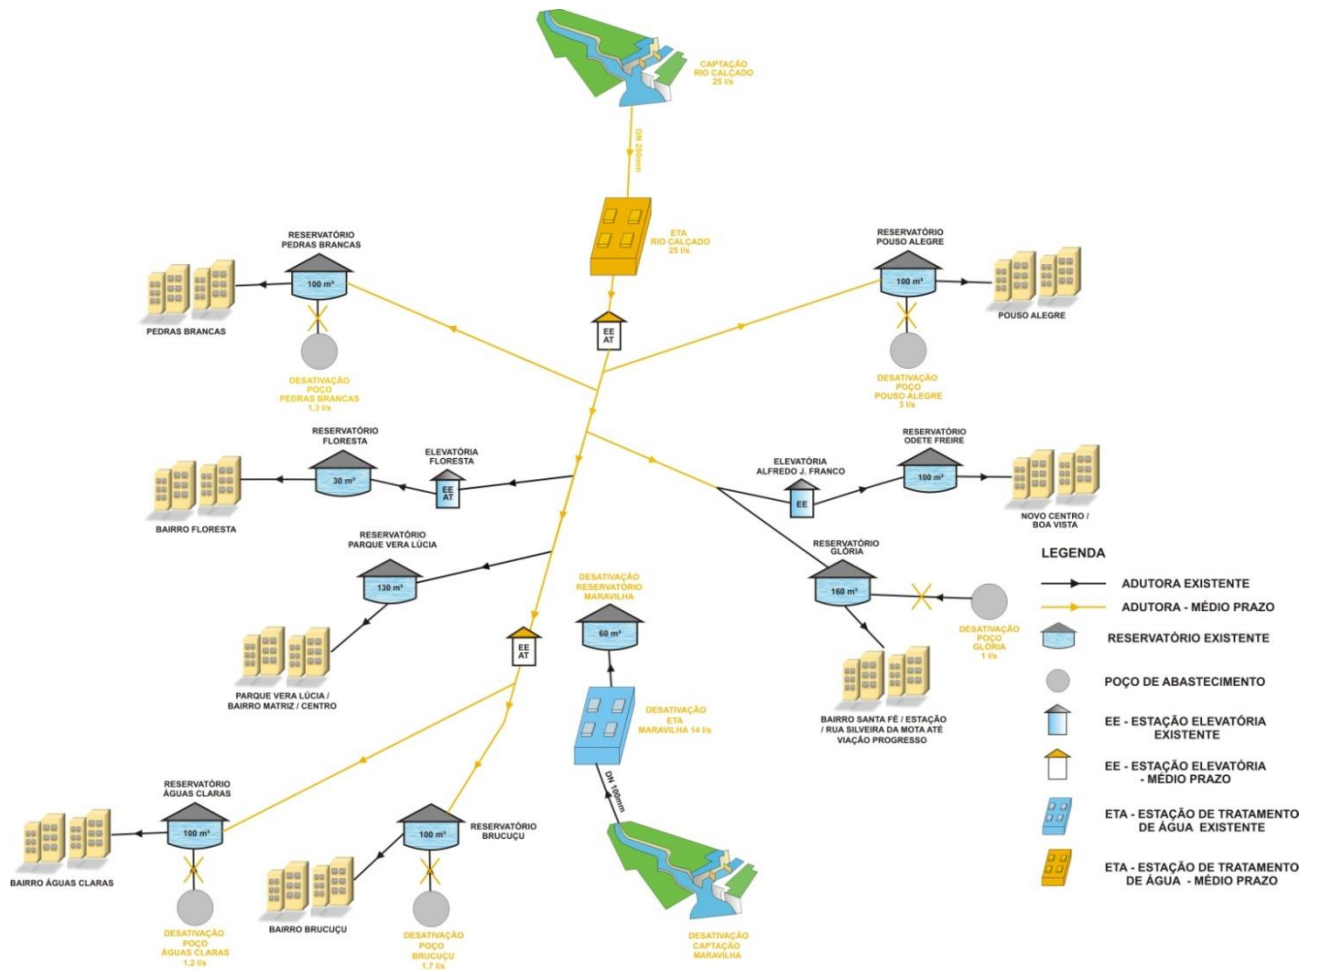 CAPTAÇÃO
RIO CALÇADO
25 l/s
DN 200mm
ETA
RIO CALÇADO
25 l/s
RESERVATÓRIO
PEDRAS BRANCAS
100 m³
PEDRAS BRANCAS
DESATIVAÇÃO
POÇO
PEDRAS BRANCAS
1,3 l/s
EE
AT
RESERVATÓRIO
POUSO ALEGRE
100 m³
POUSO ALEGRE
DESATIVAÇÃO
POÇO
POUSO ALEGRE
3 l/s
RESERVATÓRIO
FLORESTA
30 m³
BAIRRO FLORESTA
ELEVATÓRIA
FLORESTA
EE
AT
ELEVATÓRIA
ALFREDO J. FRANCO
EE
RESERVATÓRIO
ODETE FREIRE
100 m³
NOVO CENTRO /
BOA VISTA
RESERVATÓRIO
PARQUE VERA LÚCIA
130 m³
PARQUE VERA LÚCIA /
BAIRRO MATRIZ / CENTRO
EE
AT
DESATIVAÇÃO
RESERVATÓRIO
MARAVILHA
60 m³
DESATIVAÇÃO
ETA
MARAVILHA 14 l/s
DN 100mm
DESATIVAÇÃO
CAPTAÇÃO
MARAVILHA
RESERVATÓRIO
GLÓRIA
160 m³
DESATIVAÇÃO
POÇO
GLÓRIA
1 l/s
BAIRRO SANTA FÉ / ESTAÇÃO
/ RUA SILVEIRA DA MOTA ATÉ
VIAÇÃO PROGRESSO
RESERVATÓRIO
ÁGUAS CLARAS
100 m³
BAIRRO ÁGUAS CLARAS
DESATIVAÇÃO
POÇO
ÁGUAS CLARAS
1,2 l/s
100 m³
RESERVATÓRIO
BRUCUÇU
BAIRRO BRUCUÇU
DESATIVAÇÃO
POÇO
BRUCUÇU
1,7 l/s
LEGENDA
ADUTORA EXISTENTE
ADUTORA - MÉDIO PRAZO
RESERVATÓRIO EXISTENTE
POÇO DE ABASTECIMENTO
EE - ESTAÇÃO ELEVATÓRIA
EXISTENTE
EE - ESTAÇÃO ELEVATÓRIA
- MÉDIO PRAZO
ETA - ESTAÇÃO DE TRATAMENTO
DE ÁGUA EXISTENTE
ETA - ESTAÇÃO DE TRATAMENTO
DE ÁGUA - MÉDIO PRAZO